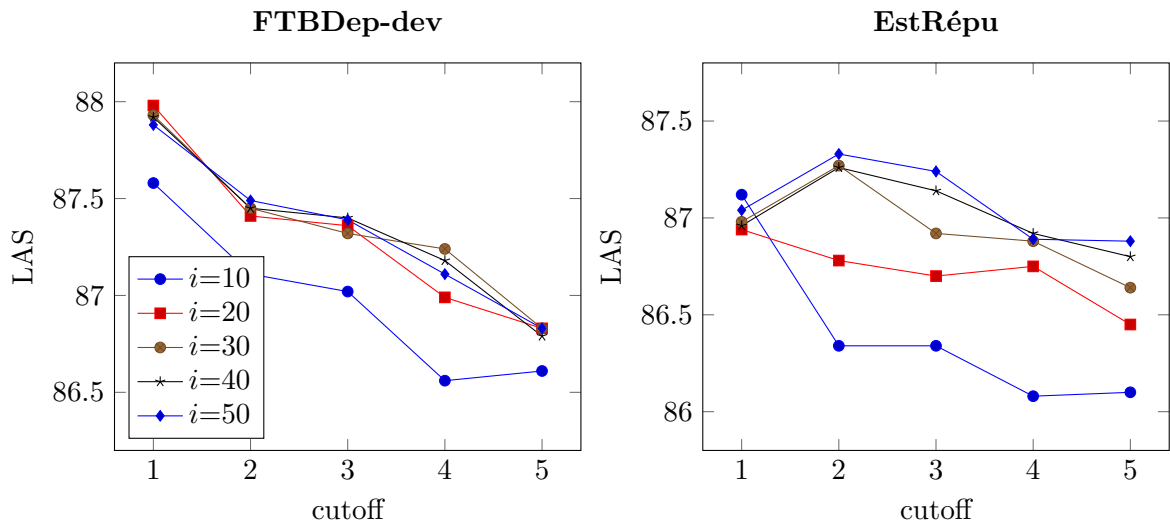 FTBDep-dev
88
87.5
87
86.5
LAS
i=10
i=20
i=30
i=40
i=50
1 2 3 4 5
cutoff
EstRépu
87.5
87
86.5
86
LAS
1 2 3 4 5
cutoff